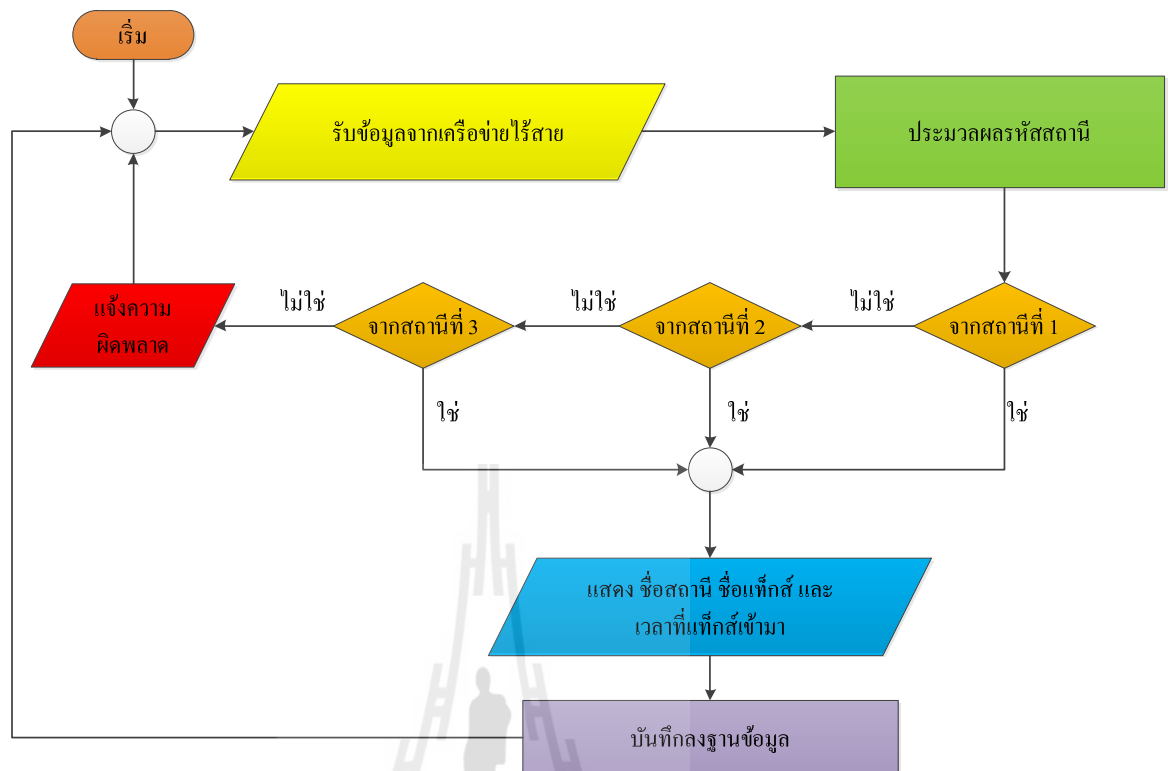 เริ่ม
รับข้อมูลจากเครือข่ายไร้สาย
ประมวลผลรหัสสถานี
จากสถานีที่ 1
ไม่ใช่
จากสถานีที่ 2
ไม่ใช่
จากสถานีที่ 3
ไม่ใช่
แจ้งความ
ผิดพลาด
ใช่
ใช่
ใช่
แสดง ชื่อสถานี ชื่อแท็กส์ และ
เวลาที่แท็กส์เข้ามา
บันทึกลงฐานข้อมูล